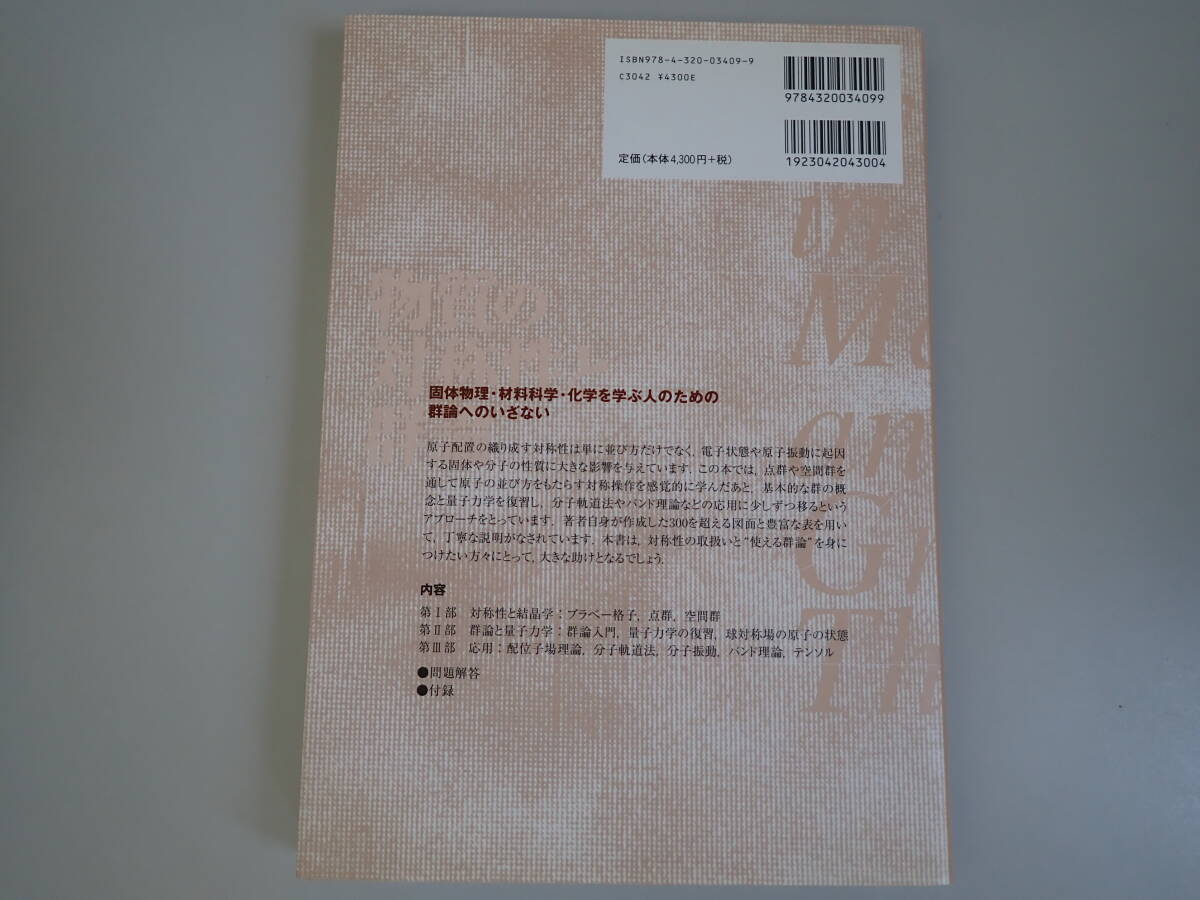 ISBN978-4-320-03409-9
C3042 ¥4300E
9784320034099
定価(本体4,300円+税)
1923042043004
in
Ma
an
Th
物質の
対称性と
群
固体物理・材料科学・化学を学ぶ人のための
群論へのいざない
原子配置の織り成す対称性は単に並び方だけでなく,電子状態や原子振動に起因
する固体や分子の性質に大きな影響を与えています.この本では,点群や空間群を
通して原子の並び方をもたらす対称操作を感覚的に学んだあと,基本的な群の概
念と量子力学を復習し,分子軌道法やバンド理論などの応用に少しずつ移るという
アプローチをとっています.著者自身が作成した300を超える図面と豊富な表を用い
て,丁寧な説明がなされています.本書は,対称性の取扱いと“使える群論”を身に
つけたい方々にとって,大きな助けとなるでしょう.
内容
第Ⅰ部 対称性と結晶学:ブラベー格子,点群,空間群
第Ⅱ部 群論と量子力学:群論入門,量子力学の復習,球対称場の原子の状態
第Ⅲ部 応用:配位子場理論,分子軌道法,分子振動,バンド理論,テンソル
●問題解答
●付録